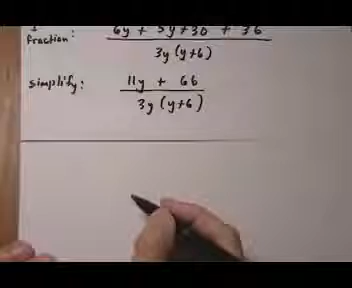 6y + 5y + 30 + 36
fraction:
3y (y+6)
simplify: 11y + 66
3y (y+6)